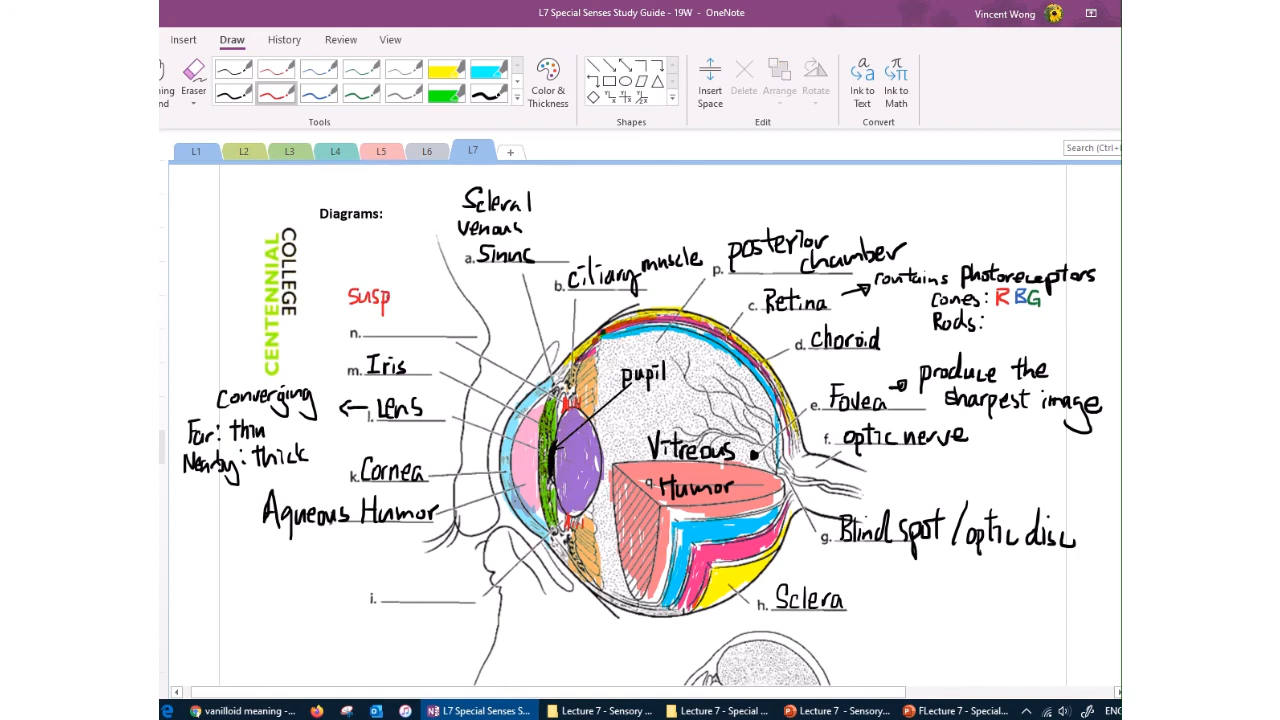 L7 Special Senses Study Guide - 19W - OneNote
Vincent Wong
Insert Draw History Review View
Eraser
Color &
Thickness
Insert
Space
Delete
Arrange
Rotate
Ink to
Text
Ink to
Math
Tools
Shapes
Edit
Convert
L1 L2 L3 L4 L5 L6 L7 +
Search (Ctrl+
Diagrams:
CENTENNIAL
COLLEGE
Scleral
venous
a. Sinus
b. ciliary muscle
p. posterior
chamber
c. Retina
contains Photoreceptors
Cones: R B G
Rods:
d. choroid
e. Fovea
produce the
sharpest image
f. optic nerve
Susp
n.
m. Iris
l. Lens
Converging
Far: thin
Nearby: thick
k. Cornea
Aqueous Humor
i.
pupil
Vitreous
q Humor
g. Blind spot / optic disc
h. Sclera
vanilloid meaning -...
L7 Special Senses S...
Lecture 7 - Sensory ...
Lecture 7 - Special ...
Lecture 7 - Sensory...
FLecture 7 - Special...
ENG